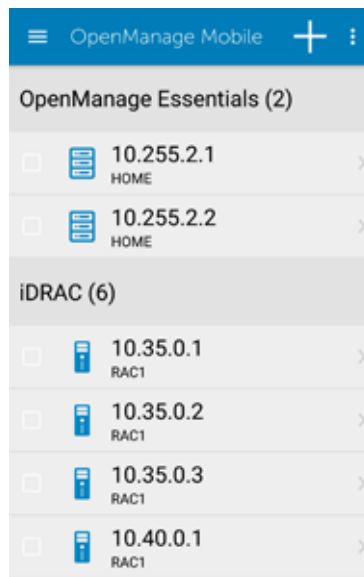 OpenManage Mobile
OpenManage Essentials (2)
10.255.2.1
HOME
10.255.2.2
HOME
iDRAC (6)
10.35.0.1
RAC1
10.35.0.2
RAC1
10.35.0.3
RAC1
10.40.0.1
RAC1